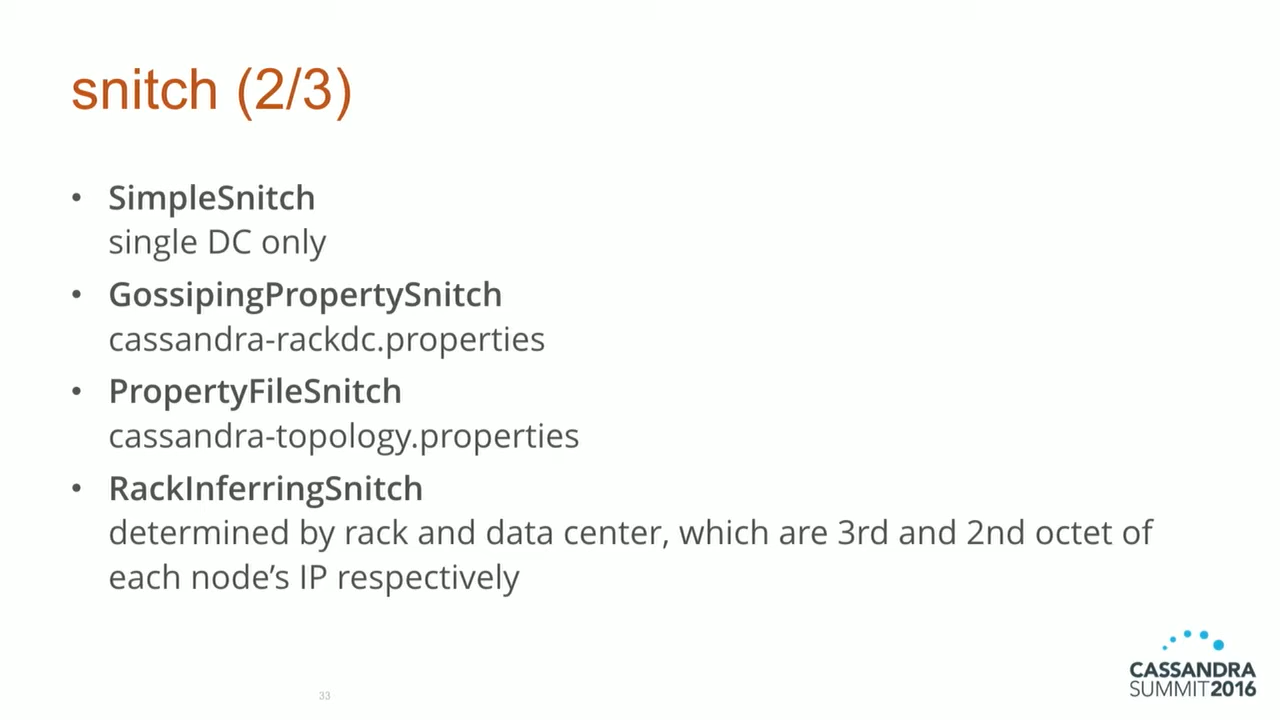 snitch (2/3)
• SimpleSnitch
single DC only
• GossipingPropertySnitch
cassandra-rackdc.properties
• PropertyFileSnitch
cassandra-topology.properties
• RackInferringSnitch
determined by rack and data center, which are 3rd and 2nd octet of
each node’s IP respectively
33
CASSANDRA
SUMMIT2016